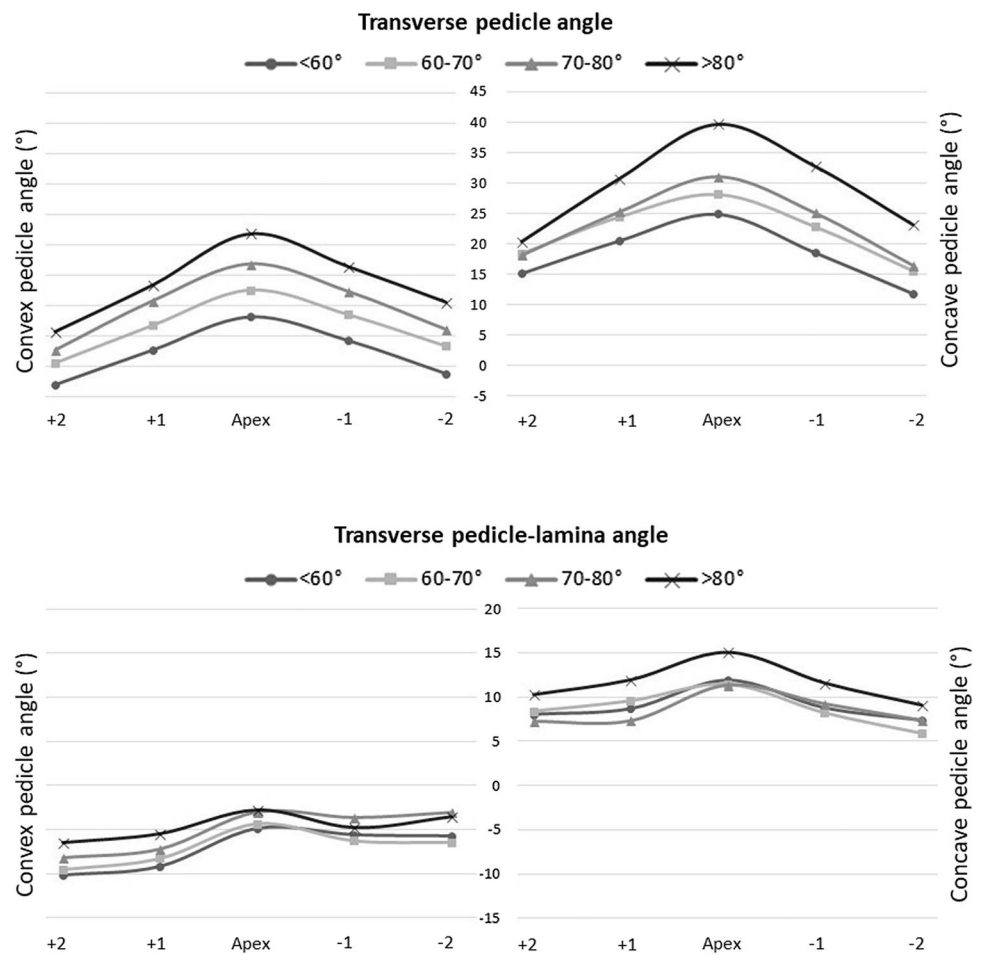 Transverse pedicle angle
<60° 60-70° 70-80° >80°
Convex pedicle angle (°)
45
40
35
30
25
20
15
10
5
0
-5
Concave pedicle angle (°)
+2 +1 Apex -1 -2
+2 +1 Apex -1 -2
Transverse pedicle-lamina angle
<60° 60-70° 70-80° >80°
Convex pedicle angle (°)
20
15
10
5
0
-5
-10
-15
Concave pedicle angle (°)
+2 +1 Apex -1 -2
+2 +1 Apex -1 -2